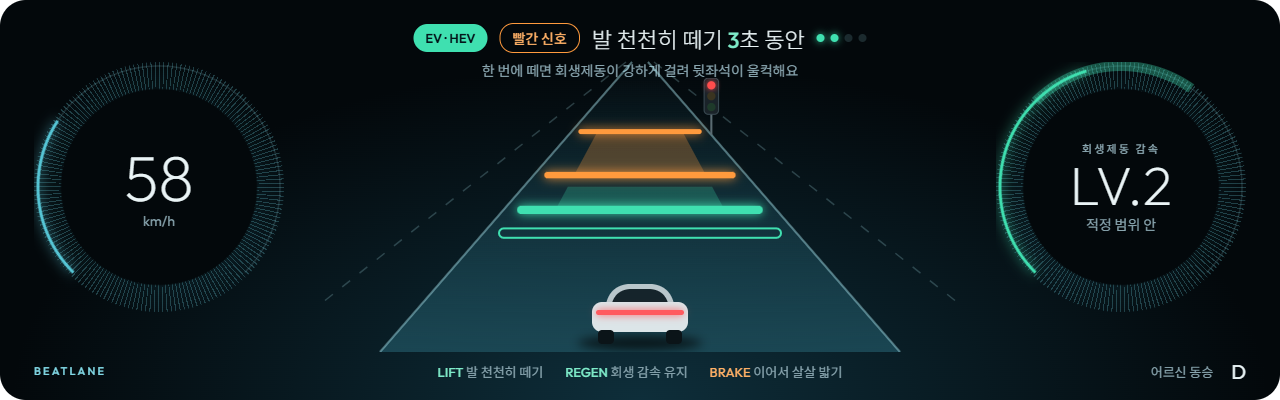 EV·HEV 빨간 신호 발 천천히 떼기 3초 동안
한 번에 떼면 회생제동이 강하게 걸려 뒷좌석이 울컥해요
58
km/h
회생제동 감속
LV.2
적정 범위 안
BEATLANE
LIFT 발 천천히 떼기 REGEN 회생 감속 유지 BRAKE 이어서 살살 밟기
어르신 동승 D